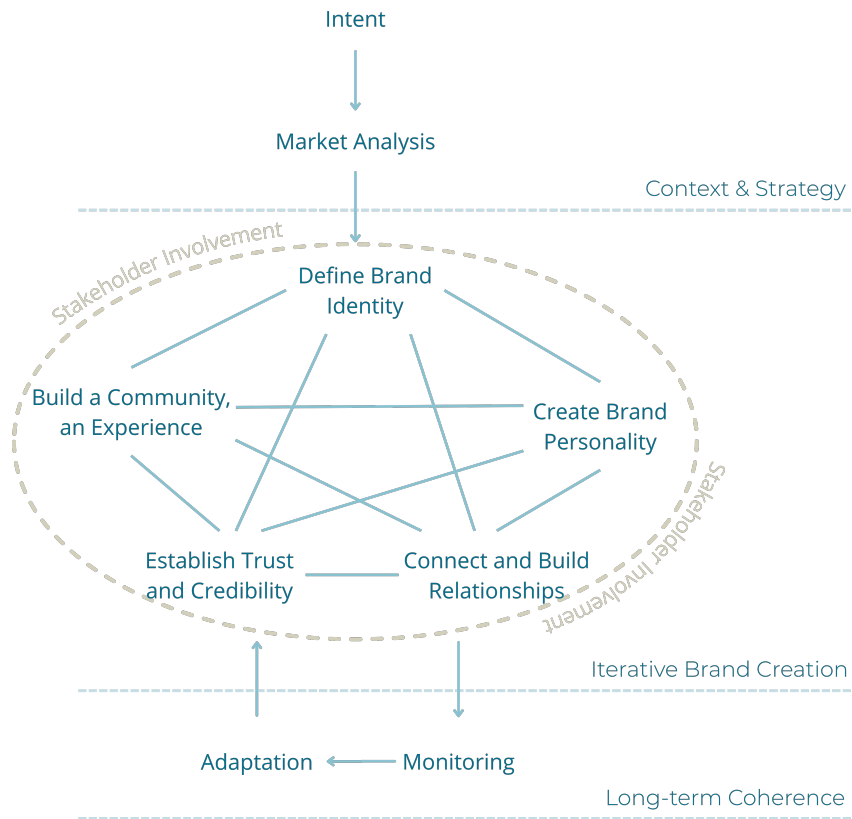 Intent
Market Analysis
Context & Strategy
Stakeholder Involvement
Define Brand
Identity
Build a Community,
an Experience
Create Brand
Personality
Stakeholder Involvement
Establish Trust
and Credibility
Connect and Build
Relationships
Iterative Brand Creation
Adaptation
Monitoring
Long-term Coherence